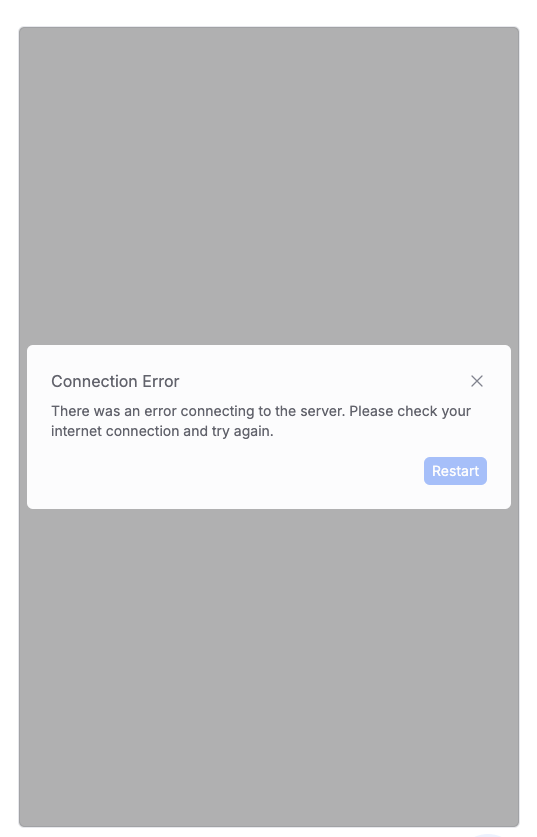 Connection Error
There was an error connecting to the server. Please check your
internet connection and try again.
Restart